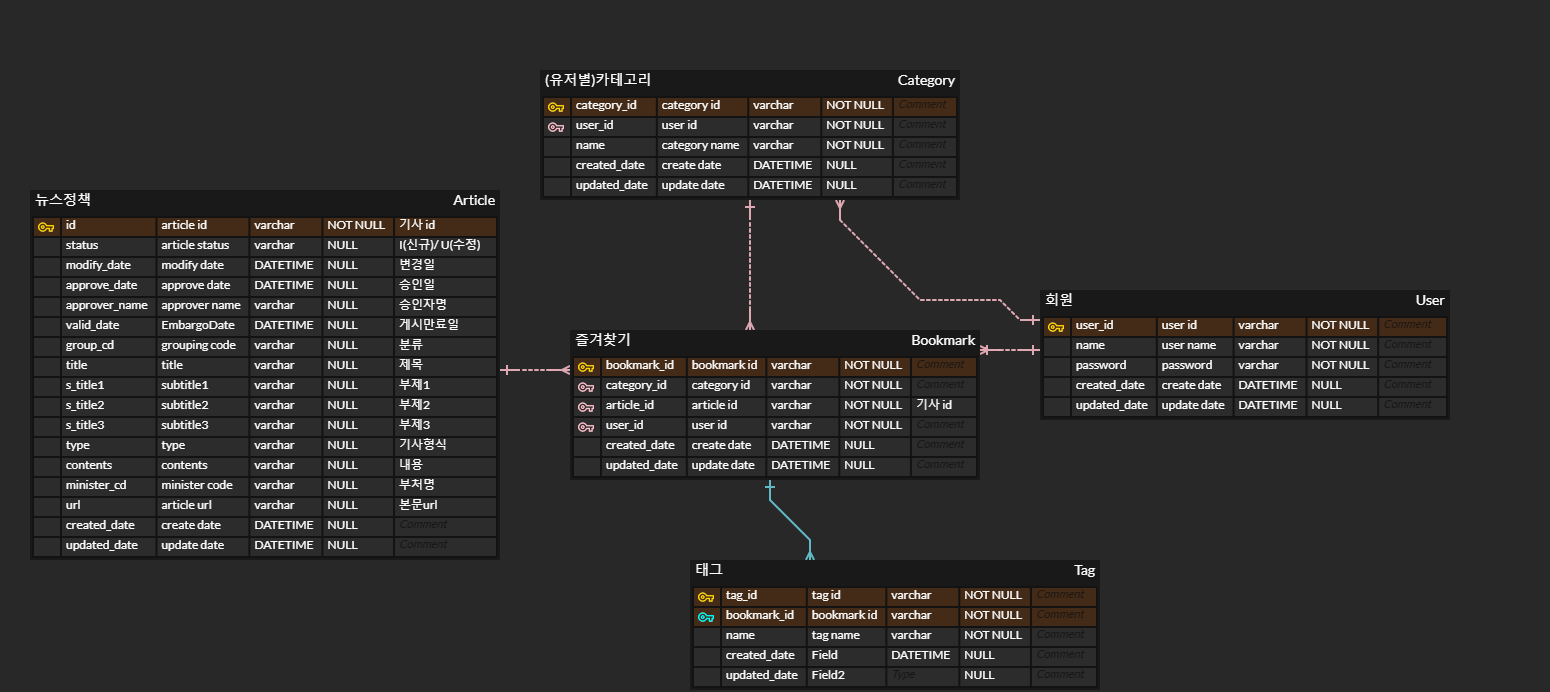 (유저별)카테고리 Category
category_id category id varchar NOT NULL Comment
user_id user id varchar NOT NULL Comment
name category name varchar NOT NULL Comment
created_date create date DATETIME NULL Comment
updated_date update date DATETIME NULL Comment
뉴스정책 Article
id article id varchar NOT NULL 기사 id
status article status varchar NULL I(신규)/ U(수정)
modify_date modify date DATETIME NULL 변경일
approve_date approve date DATETIME NULL 승인일
approver_name approver name varchar NULL 승인자명
valid_date EmbargoDate DATETIME NULL 게시만료일
group_cd grouping code varchar NULL 분류
title title varchar NULL 제목
s_title1 subtitle1 varchar NULL 부제1
s_title2 subtitle2 varchar NULL 부제2
s_title3 subtitle3 varchar NULL 부제3
type type varchar NULL 기사형식
contents contents varchar NULL 내용
minister_cd minister code varchar NULL 부처명
url article url varchar NULL 본문url
created_date create date DATETIME NULL Comment
updated_date update date DATETIME NULL Comment
회원 User
user_id user id varchar NOT NULL Comment
name user name varchar NOT NULL Comment
password password varchar NOT NULL Comment
created_date create date DATETIME NULL Comment
updated_date update date DATETIME NULL Comment
즐겨찾기 Bookmark
bookmark_id bookmark id varchar NOT NULL Comment
category_id category id varchar NOT NULL Comment
article_id article id varchar NOT NULL 기사 id
user_id user id varchar NOT NULL Comment
created_date create date DATETIME NULL Comment
updated_date update date DATETIME NULL Comment
태그 Tag
tag_id tag id varchar NOT NULL Comment
bookmark_id bookmark id varchar NOT NULL Comment
name tag name varchar NOT NULL Comment
created_date Field DATETIME NULL Comment
updated_date Field2 Type NULL Comment